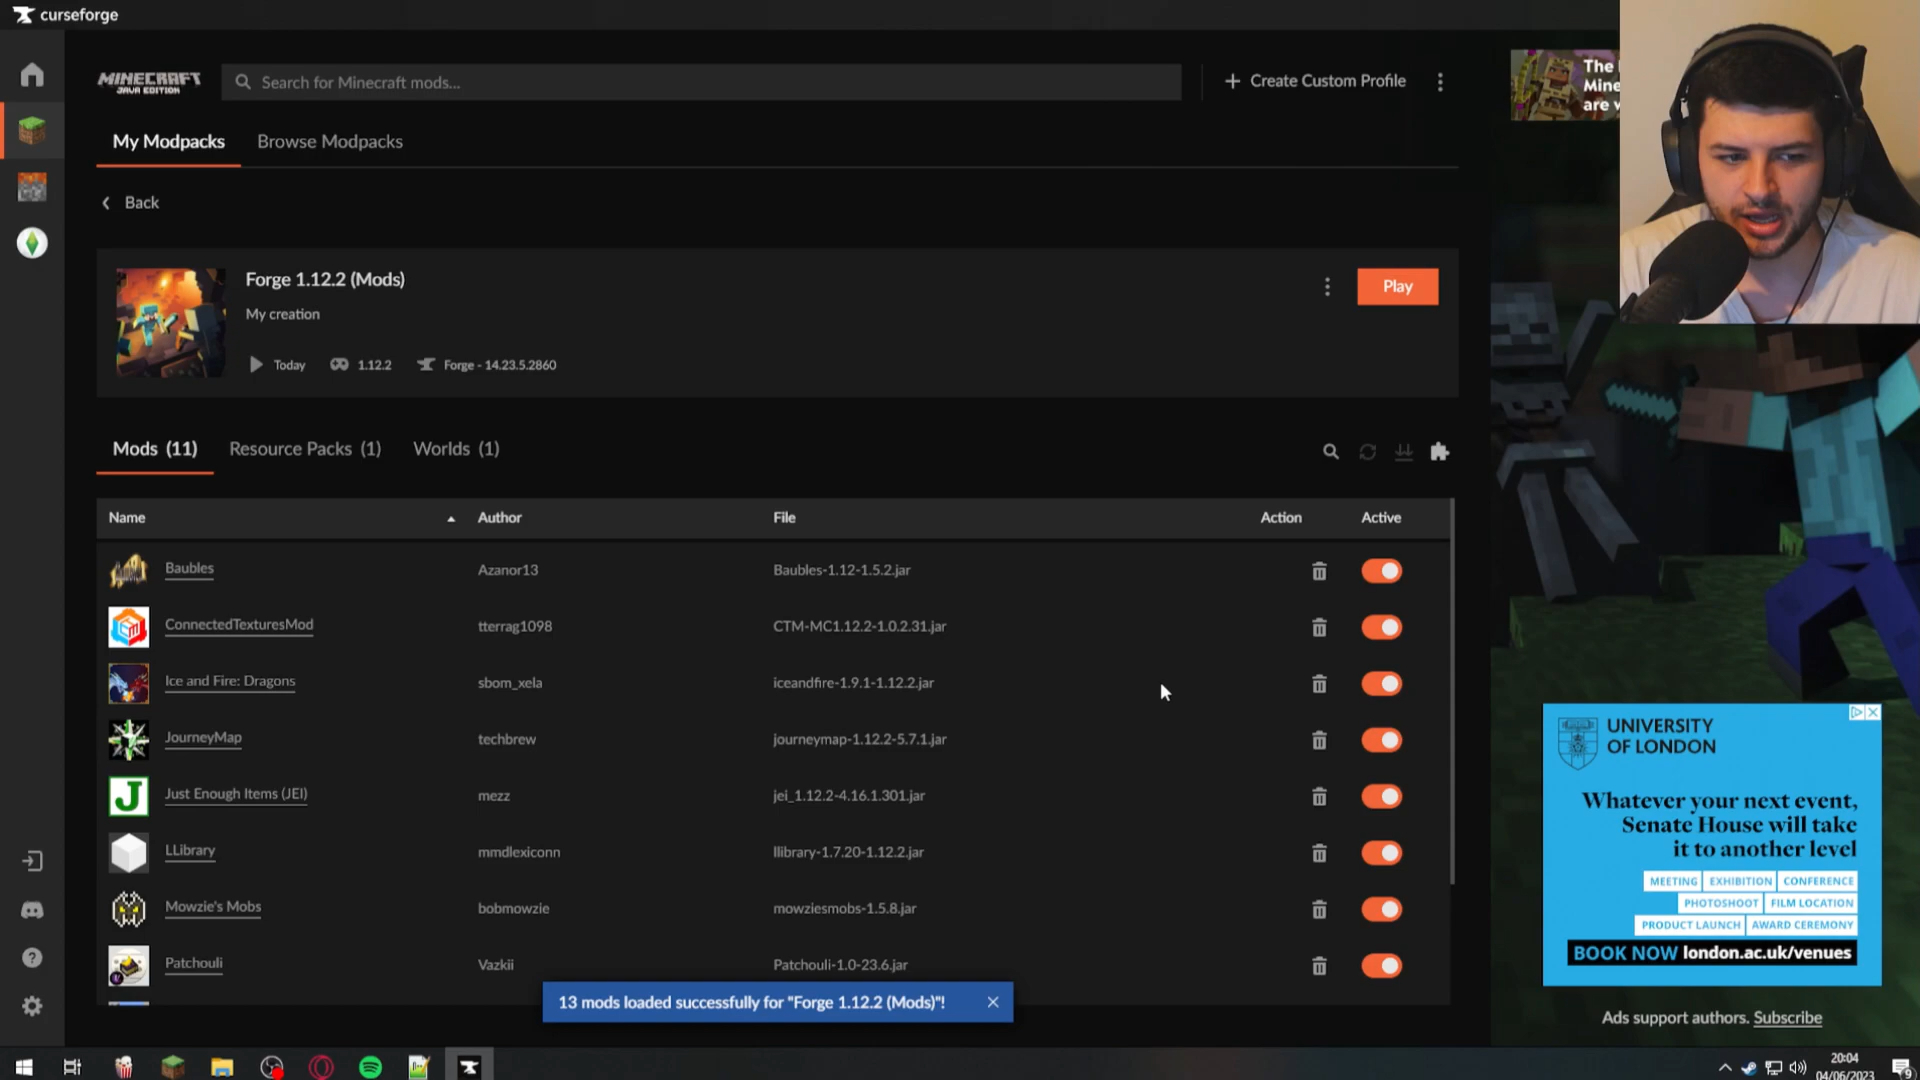 curseforge
MINECRAFT
JAVA EDITION
Search for Minecraft mods...
Create Custom Profile
The
Mine
are
My Modpacks
Browse Modpacks
Back
Forge 1.12.2 (Mods)
My creation
Play
Today
1.12.2
Forge - 14.23.5.2860
Mods (11)
Resource Packs (1)
Worlds (1)
Name
Author
File
Action
Active
Baubles
Azanor13
Baubles-1.12-1.5.2.jar
ConnectedTexturesMod
tterrag1098
CTM-MC1.12.2-1.0.2.31.jar
Ice and Fire: Dragons
sbom_xela
iceandfire-1.9.1-1.12.2.jar
JourneyMap
techbrew
journeymap-1.12.2-5.7.1.jar
Just Enough Items (JEI)
mezz
jei_1.12.2-4.16.1.301.jar
LLibrary
mmdlexiconn
llibrary-1.7.20-1.12.2.jar
Mowzie's Mobs
bobmowzie
mowziesmobs-1.5.8.jar
Patchouli
Vazkii
Patchouli-1.0-23.6.jar
13 mods loaded successfully for "Forge 1.12.2 (Mods)"!
UNIVERSITY
OF LONDON
Whatever your next event,
Senate House will take
it to another level
MEETING EXHIBITION CONFERENCE
PHOTOSHOOT FILM LOCATION
PRODUCT LAUNCH AWARD CEREMONY
BOOK NOW london.ac.uk/venues
Ads support authors. Subscribe
20:04
04/06/2023